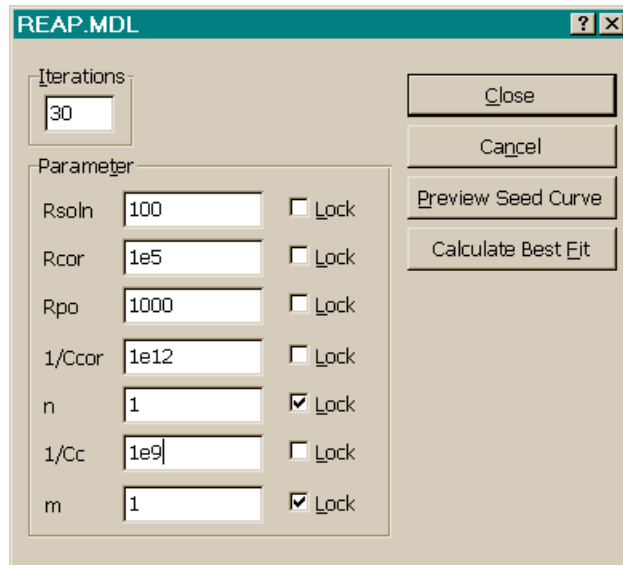 REAP.MDL
Iterations
30
Close
Cancel
Parameter
Preview Seed Curve
Rsoln 100 Lock
Calculate Best Fit
Rcor 1e5 Lock
Rpo 1000 Lock
1/Ccor 1e12 Lock
n 1 Lock
1/Cc 1e9 Lock
m 1 Lock